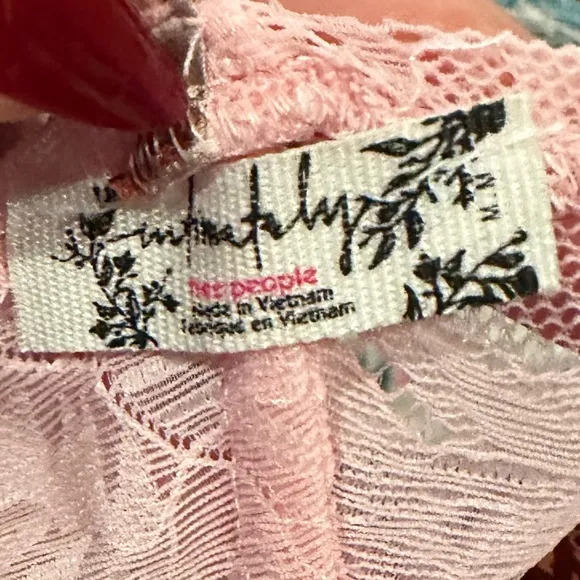 intimately
free people
Made in Vietnam
Fabriqué en Vietnam